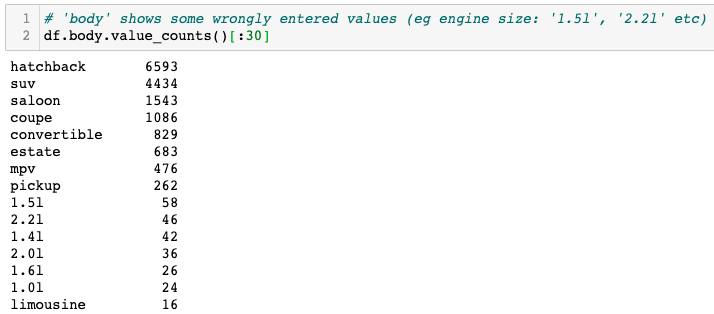 1 # 'body' shows some wrongly entered values (eg engine size: '1.5l', '2.2l' etc)
2 df.body.value_counts()[:30]
hatchback 6593
suv 4434
saloon 1543
coupe 1086
convertible 829
estate 683
mpv 476
pickup 262
1.5l 58
2.2l 46
1.4l 42
2.0l 36
1.6l 26
1.0l 24
limousine 16